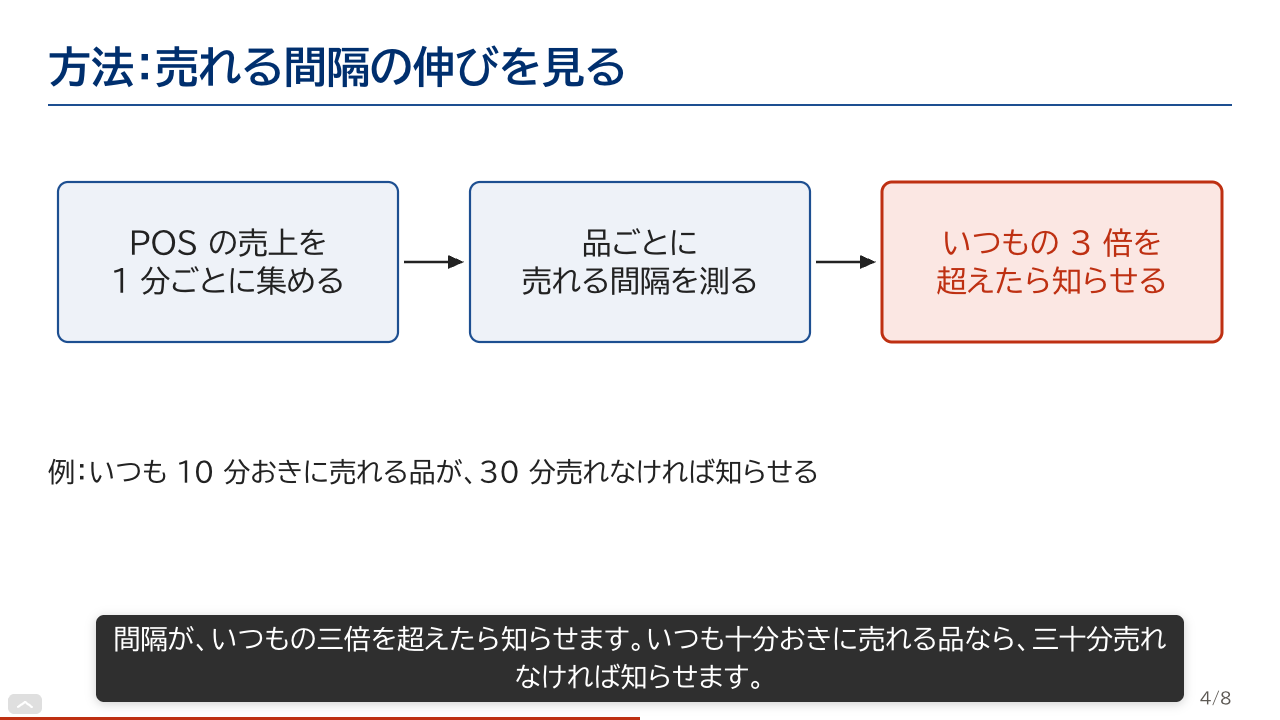 方法：売れる間隔の伸びを見る
POS の売上を
1 分ごとに集める
品ごとに
売れる間隔を測る
いつもの 3 倍を
超えたら知らせる
例：いつも 10 分おきに売れる品が、30 分売れなければ知らせる
間隔が、いつもの三倍を超えたら知らせます。いつも十分おきに売れる品なら、三十分売れ
なければ知らせます。
4/8